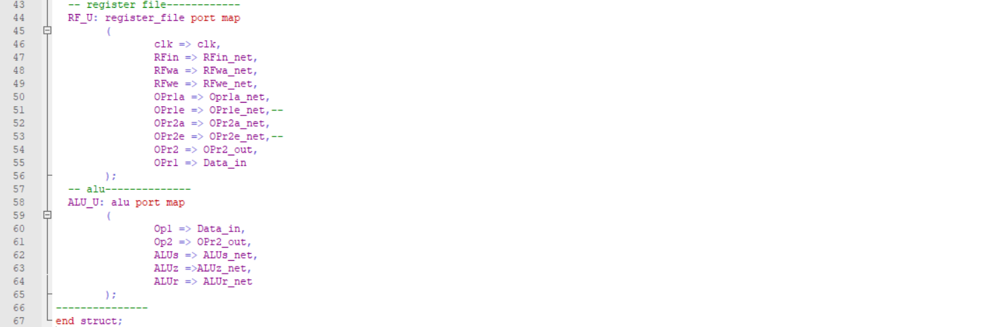 43 -- register file------------
44 RF_U: register_file port map
45 (
46 clk => clk,
47 RFin => RFin_net,
48 RFwa => RFwa_net,
49 RFwe => RFwe_net,
50 OPr1a => Opr1a_net,
51 OPr1e => OPr1e_net,--
52 OPr2a => OPr2a_net,
53 OPr2e => OPr2e_net,--
54 OPr2 => OPr2_out,
55 OPr1 => Data_in
56 );
57 -- alu--------------
58 ALU_U: alu port map
59 (
60 Op1 => Data_in,
61 Op2 => OPr2_out,
62 ALUs => ALUs_net,
63 ALUz =>ALUz_net,
64 ALUr => ALUr_net
65 );
66 ---------------
67 end struct;